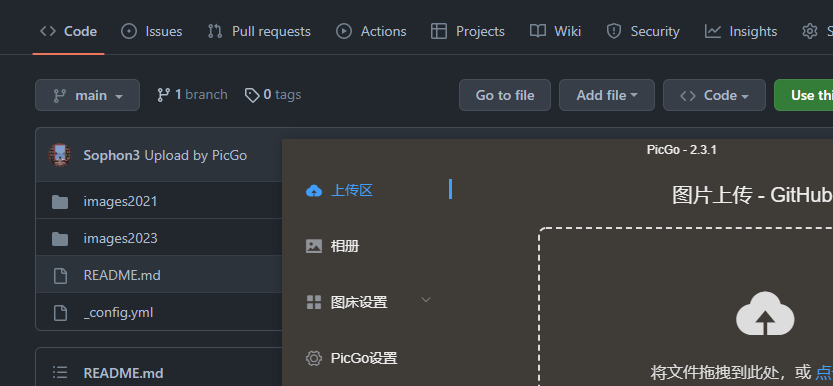 Code Issues Pull requests Actions Projects Wiki Security Insights
main 1 branch 0 tags Go to file Add file Code Use thi
Sophon3 Upload by PicGo
images2021
images2023
README.md
_config.yml
README.md
PicGo - 2.3.1
上传区
相册
图床设置
PicGo设置
图片上传 - GitHub
将文件拖拽到此处，或 点